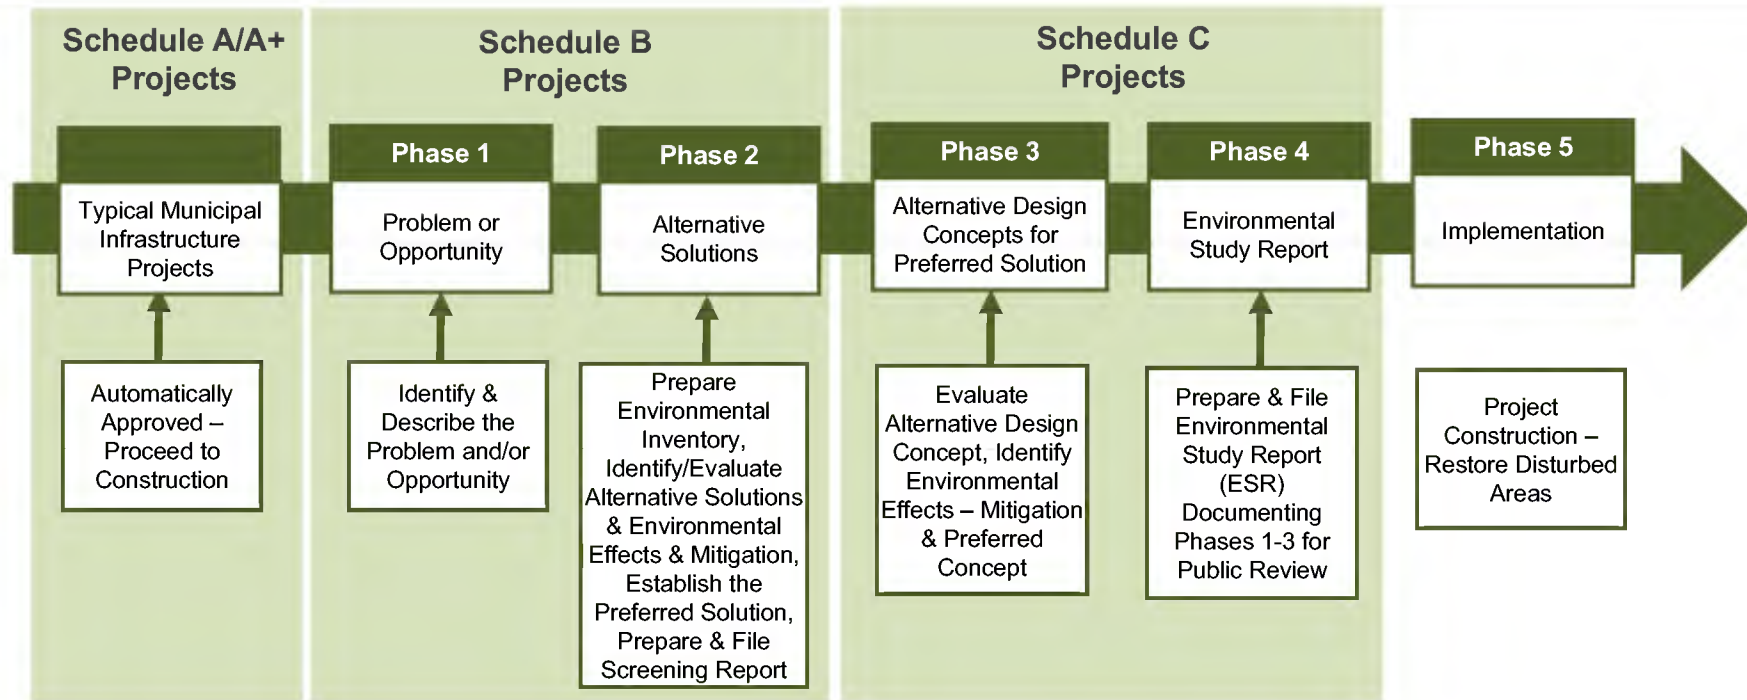 Schedule A/A+
Projects
Schedule B
Projects
Schedule C
Projects
Phase 1
Phase 2
Phase 3
Phase 4
Phase 5
Typical Municipal
Infrastructure
Projects
Problem or
Opportunity
Alternative
Solutions
Alternative Design
Concepts for
Preferred Solution
Environmental
Study Report
Implementation
Automatically
Approved –
Proceed to
Construction
Identify &
Describe the
Problem and/or
Opportunity
Prepare
Environmental
Inventory,
Identify/Evaluate
Alternative Solutions
& Environmental
Effects & Mitigation,
Establish the
Preferred Solution,
Prepare & File
Screening Report
Evaluate
Alternative Design
Concept, Identify
Environmental
Effects – Mitigation
& Preferred
Concept
Prepare & File
Environmental
Study Report
(ESR)
Documenting
Phases 1-3 for
Public Review
Project
Construction –
Restore Disturbed
Areas